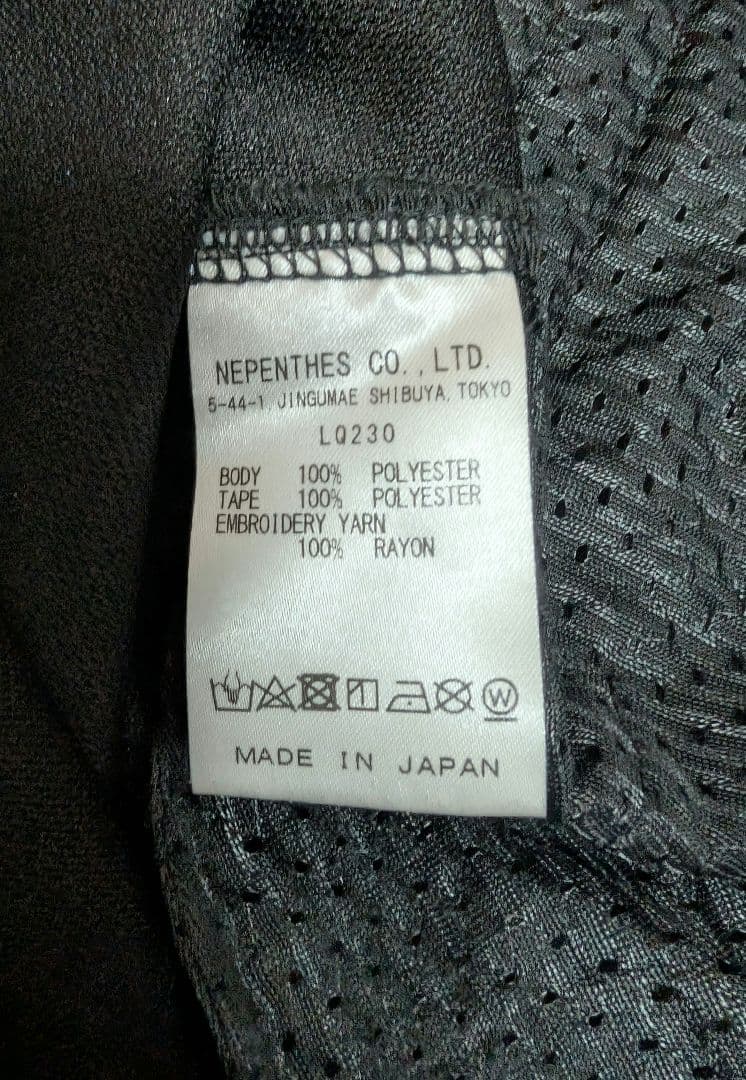 NEPENTHES CO.,LTD.
5-44-1 JINGUMAE SHIBUYA, TOKYO
LQ230
BODY 100% POLYESTER
TAPE 100% POLYESTER
EMBROIDERY YARN
100% RAYON
W
MADE IN JAPAN